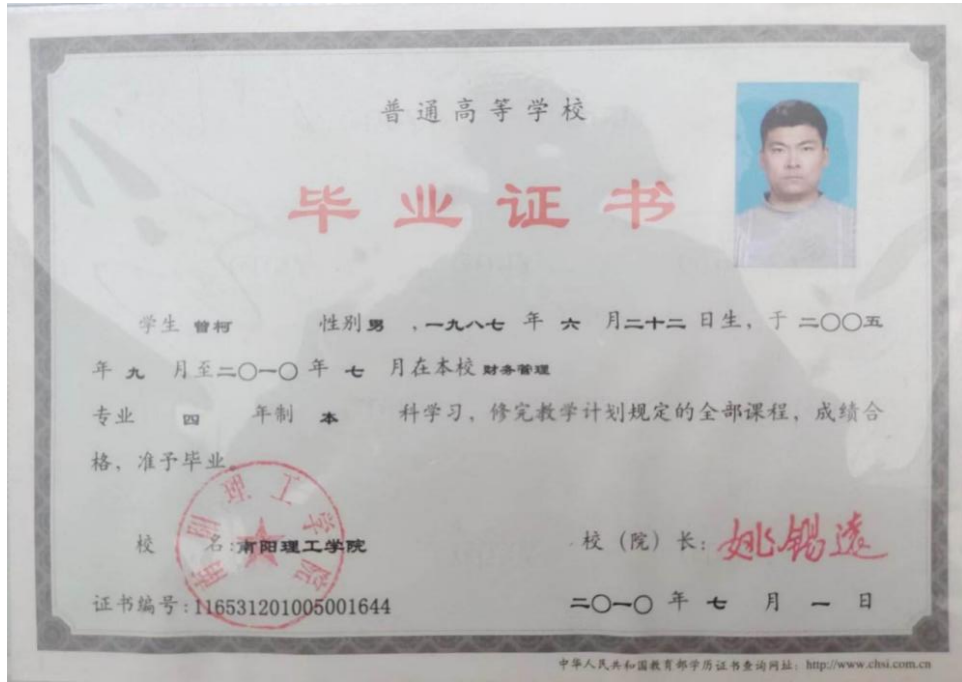 普通高等学校
毕业证书
学生 曾柯 性别 男 ，一九八七 年 六 月二十二 日生，于 二〇〇五
年 九 月至二〇一〇 年 七 月在本校 财务管理
专业 四 年制 本 科学习，修完教学计划规定的全部课程，成绩合
格，准予毕业。
南阳理工学院
校 名:南阳理工学院 校（院）长: 姚锡远
证书编号:116531201005001644 二〇一〇 年 七 月 一 日
中华人民共和国教育部学历证书查询网址: http://www.chsi.com.cn